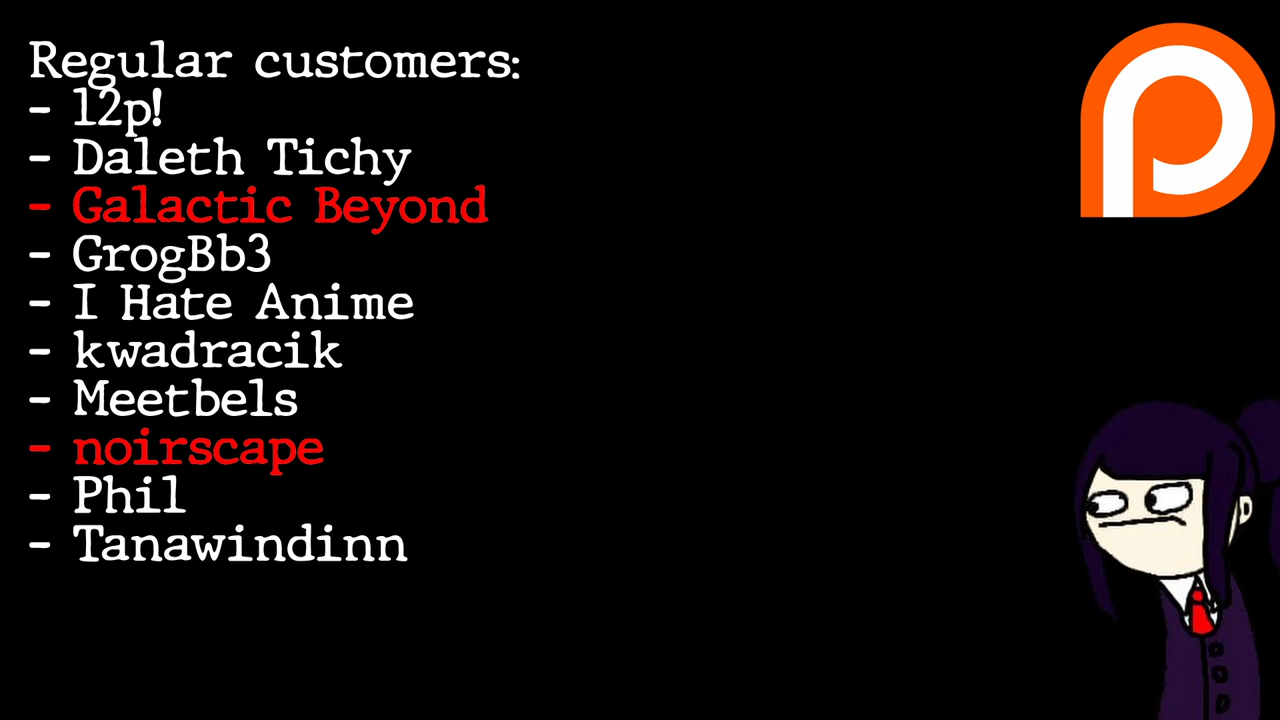 Regular customers:
- 12p!
- Daleth Tichy
- Galactic Beyond
- GrogBb3
- I Hate Anime
- kwadracik
- Meetbels
- noirscape
- Phil
- Tanawindinn